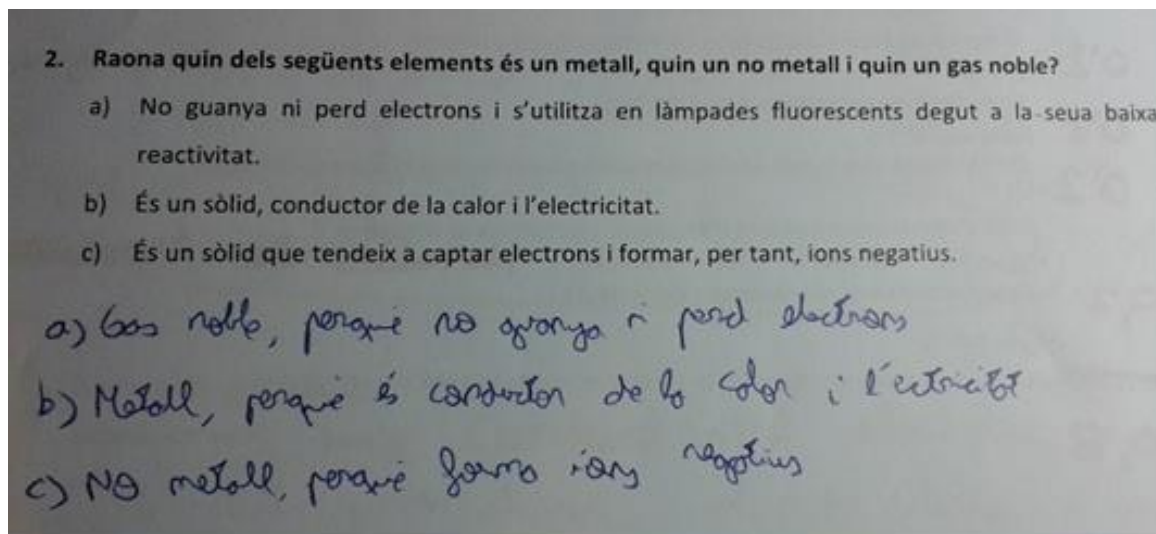 2. Raona quin dels següents elements és un metall, quin un no metall i quin un gas noble?
a) No guanya ni perd electrons i s'utilitza en làmpades fluorescents degut a la seua baixa
reactivitat.
b) És un sòlid, conductor de la calor i l'electricitat.
c) És un sòlid que tendeix a captar electrons i formar, per tant, ions negatius.
a) Gas noble, perque no guanya ni perd electrons
b) Metall, perquè és conductor de la calor i l'ectricitat
c) No metall, perquè forma ions negatius